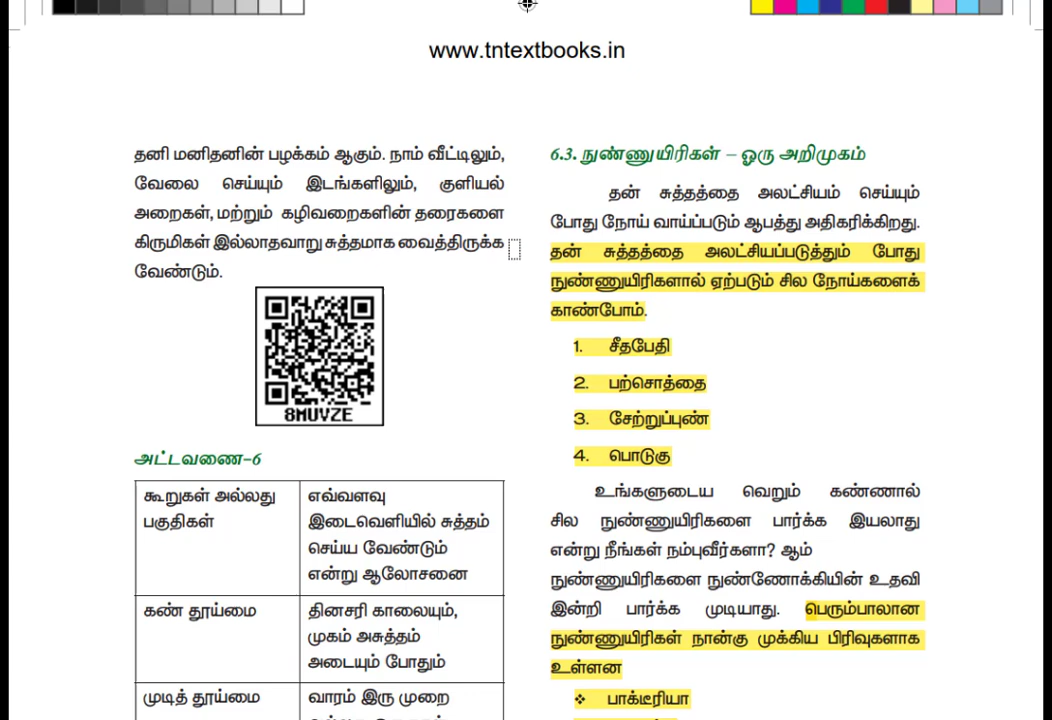 www.tntextbooks.in
தனி மனிதனின் பழக்கம் ஆகும். நாம் வீட்டிலும்,
வேலை செய்யும் இடங்களிலும், குளியல்
அறைகள், மற்றும் கழிவறைகளின் தரைகளை
கிருமிகள் இல்லாதவாறு சுத்தமாக வைத்திருக்க
வேண்டும்.
8MUVZE
அட்டவணை-6
கூறுகள் அல்லது
பகுதிகள்
எவ்வளவு
இடைவெளியில் சுத்தம்
செய்ய வேண்டும்
என்று ஆலோசனை
கண் தூய்மை
தினசரி காலையும்,
முகம் அசுத்தம்
அடையும் போதும்
முடித் தூய்மை
வாரம் இரு முறை
6.3. நுண்ணுயிரிகள் – ஓரு அறிமுகம்
தன் சுத்தத்தை அலட்சியம் செய்யும்
போது நோய் வாய்ப்படும் ஆபத்து அதிகரிக்கிறது.
தன் சுத்தத்தை அலட்சியப்படுத்தும் போது
நுண்ணுயிரிகளால் ஏற்படும் சில நோய்களைக்
காண்போம்.
1. சீதபேதி
2. பற்சொத்தை
3. சேற்றுப்புண்
4. பொடுகு
உங்களுடைய வெறும் கண்ணால்
சில நுண்ணுயிரிகளை பார்க்க இயலாது
என்று நீங்கள் நம்புவீர்களா? ஆம்
நுண்ணுயிரிகளை நுண்ணோக்கியின் உதவி
இன்றி பார்க்க முடியாது. பெரும்பாலான
நுண்ணுயிரிகள் நான்கு முக்கிய பிரிவுகளாக
உள்ளன
❖ பாக்டீரியா